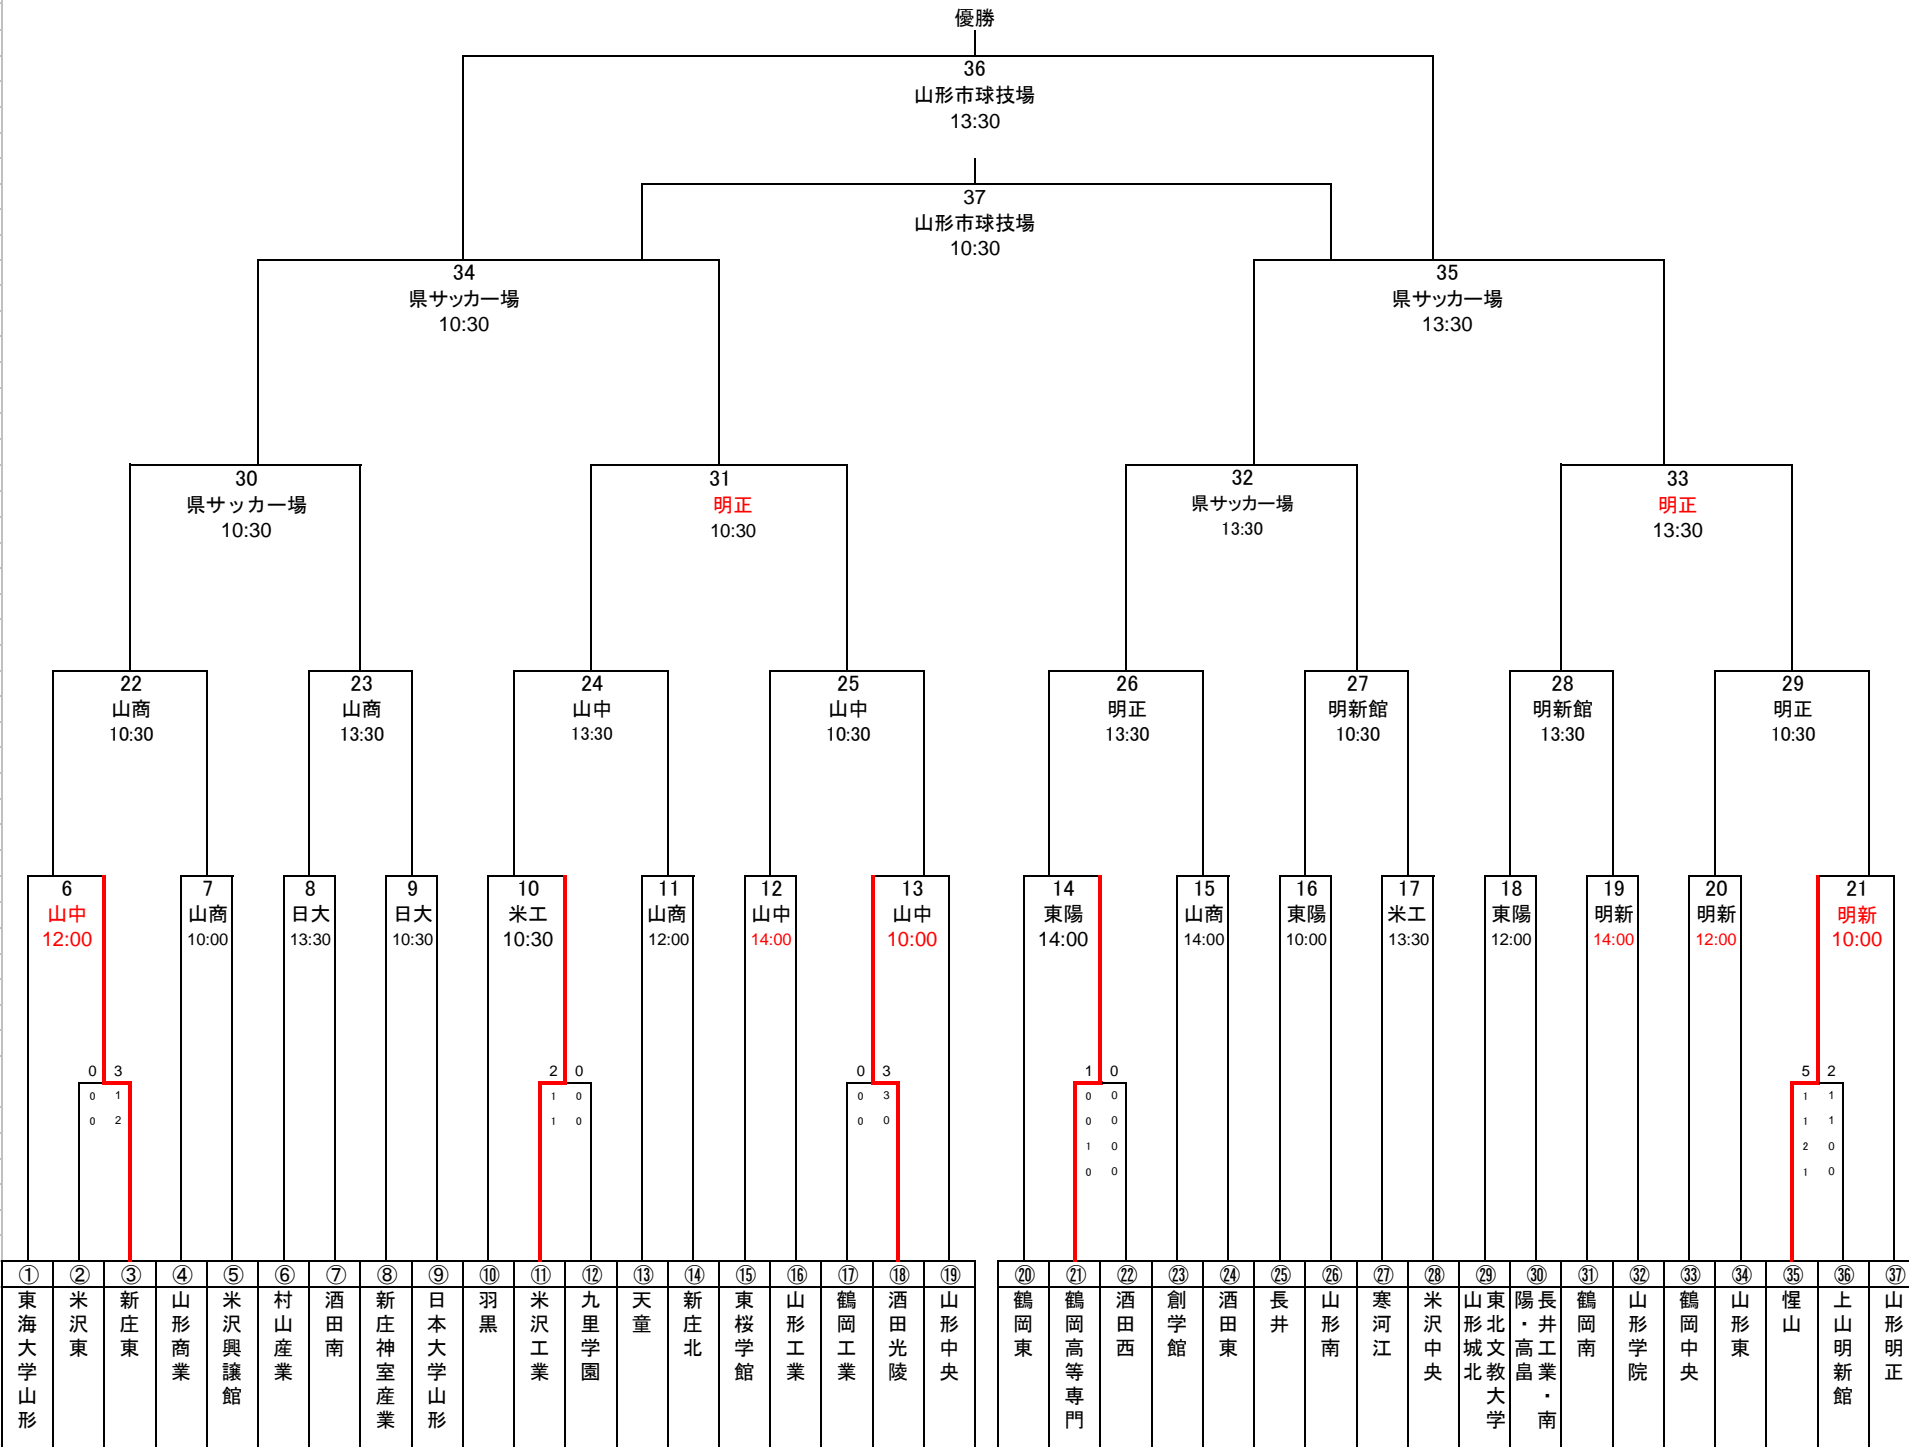 優勝
36
山形市球技場
13:30
37
山形市球技場
10:30
34
県サッカー場
10:30
35
県サッカー場
13:30
30
県サッカー場
10:30
31
明正
10:30
32
県サッカー場
13:30
33
明正
13:30
22
山商
10:30
23
山商
13:30
24
山中
13:30
25
山中
10:30
26
明正
13:30
27
明新館
10:30
28
明新館
13:30
29
明正
10:30
6
山中
12:00
7
山商
10:00
8
日大
13:30
9
日大
10:30
10
米工
10:30
11
山商
12:00
12
山中
14:00
13
山中
10:00
14
東陽
14:00
15
山商
14:00
16
東陽
10:00
17
米工
13:30
18
東陽
12:00
19
明新
14:00
20
明新
12:00
21
明新
10:00
0 3
0 1
0 2
2 0
1 0
1 0
0 3
0 3
0 0
1 0
0 0
0 0
1 0
0 0
5 2
1 1
1 1
2 0
1 0
①
東海大学山形
②
米沢東
③
新庄東
④
山形商業
⑤
米沢興譲館
⑥
村山産業
⑦
酒田南
⑧
新庄神室産業
⑨
日本大学山形
⑩
羽黒
⑪
米沢工業
⑫
九里学園
⑬
天童
⑭
新庄北
⑮
東桜学館
⑯
山形工業
⑰
鶴岡工業
⑱
酒田光陵
⑲
山形中央
⑳
鶴岡東
㉑
鶴岡高等専門
㉒
酒田西
㉓
創学館
㉔
酒田東
㉕
長井
㉖
山形南
㉗
寒河江
㉘
米沢中央
㉙
東北文教大学
山形城北
㉚
長井工業・南
陽・高畠
㉛
鶴岡南
㉜
山形学院
㉝
鶴岡中央
㉞
山形東
㉟
惺山
㊱
上山明新館
㊲
山形明正